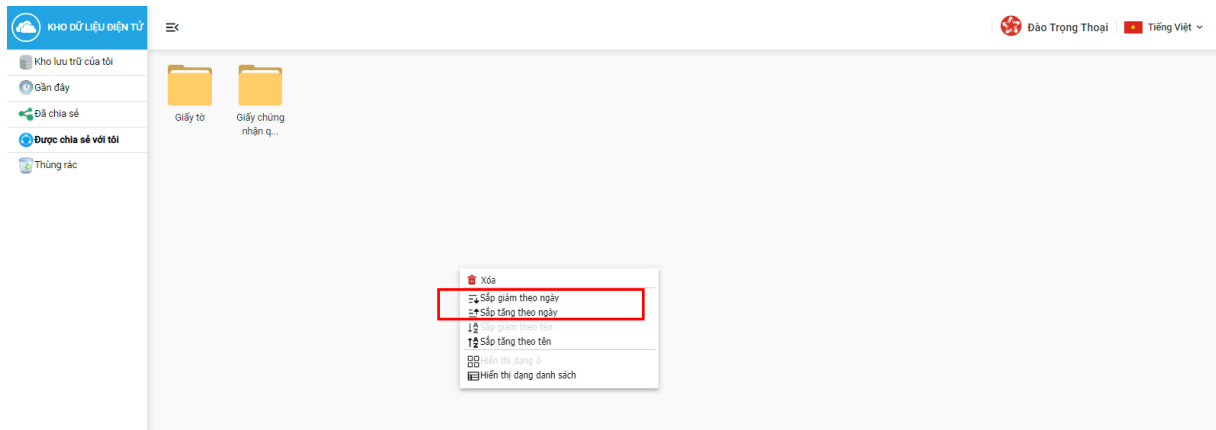 KHO DỮ LIỆU ĐIỆN TỬ
Đào Trọng Thoại
Tiếng Việt
Kho lưu trữ của tôi
Gần đây
Đã chia sẻ
Được chia sẻ với tôi
Thùng rác
Giấy tờ
Giấy chứng
nhận q...
Xóa
Sắp giảm theo ngày
Sắp tăng theo ngày
Sắp giảm theo tên
Sắp tăng theo tên
Hiển thị dạng ô
Hiển thị dạng danh sách